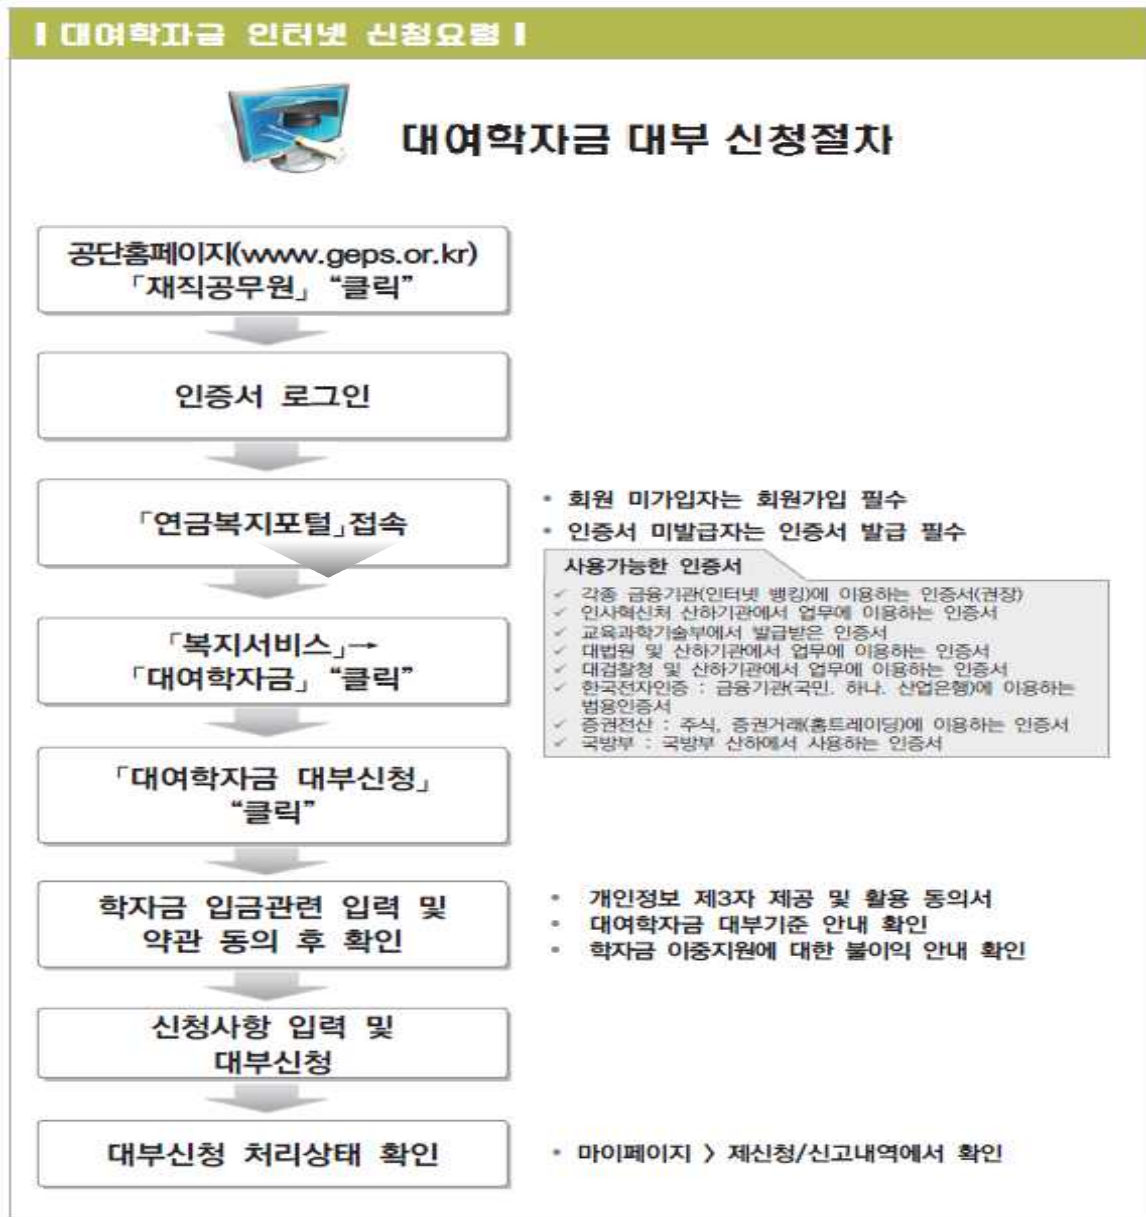 ▌대여학자금 인터넷 신청요령▐
대여학자금 대부 신청절차
공단홈페이지(www.geps.or.kr)
「재직공무원」 “클릭”
인증서 로그인
「연금복지포털」접속
• 회원 미가입자는 회원가입 필수
• 인증서 미발급자는 인증서 발급 필수
사용가능한 인증서
✓ 각종 금융기관(인터넷 뱅킹)에 이용하는 인증서(권장)
✓ 인사혁신처 산하기관에서 업무에 이용하는 인증서
✓ 교육과학기술부에서 발급받은 인증서
✓ 대법원 및 산하기관에서 업무에 이용하는 인증서
✓ 대검찰청 및 산하기관에서 업무에 이용하는 인증서
✓ 한국전자인증 : 금융기관(국민, 하나, 산업은행)에 이용하는
범용인증서
✓ 증권전산 : 주식, 증권거래(홈트레이딩)에 이용하는 인증서
✓ 국방부 : 국방부 산하에서 사용하는 인증서
「복지서비스」→
「대여학자금」 “클릭”
「대여학자금 대부신청」
“클릭”
학자금 입금관련 입력 및
약관 동의 후 확인
• 개인정보 제3자 제공 및 활용 동의서
• 대여학자금 대부기준 안내 확인
• 학자금 이중지원에 대한 불이익 안내 확인
신청사항 입력 및
대부신청
대부신청 처리상태 확인
• 마이페이지 > 제신청/신고내역에서 확인